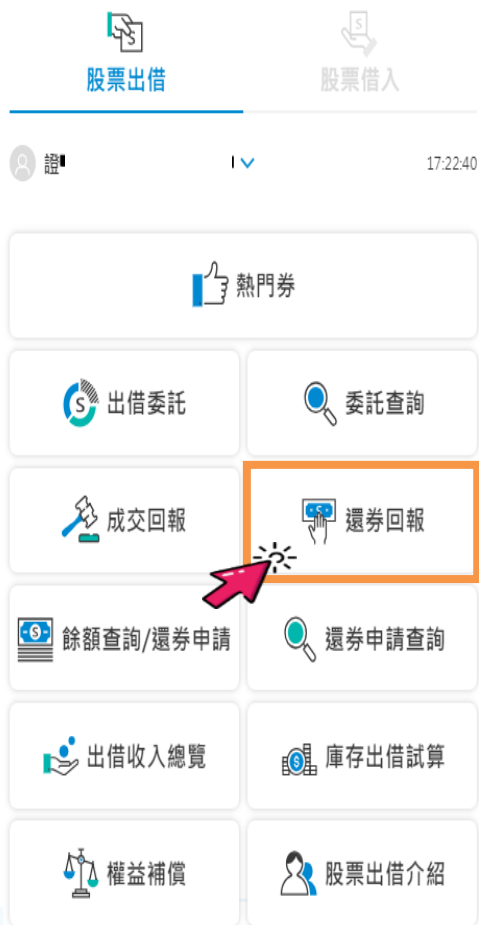 股票出借
股票借入
證
17:22:40
熱門券
出借委託
委託查詢
成交回報
還券回報
餘額查詢/還券申請
還券申請查詢
出借收入總覽
庫存出借試算
權益補償
股票出借介紹